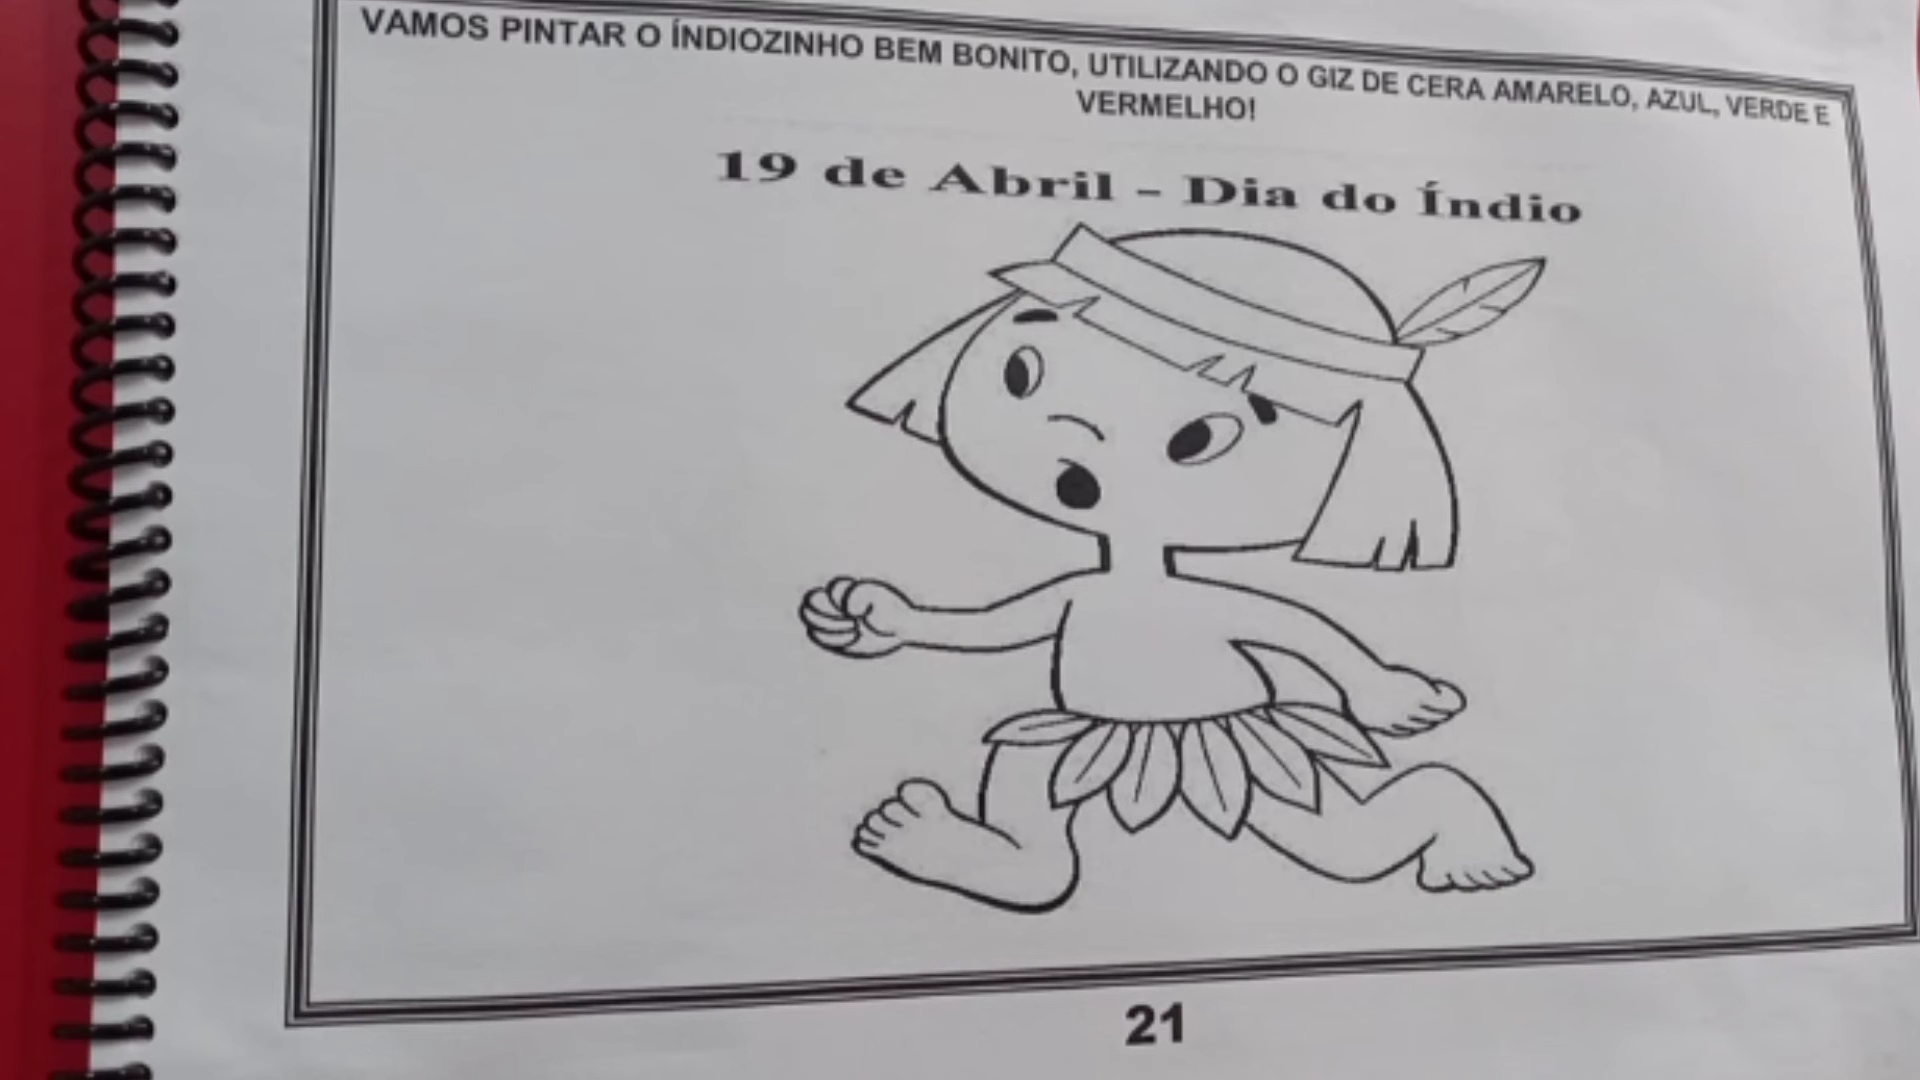 VAMOS PINTAR O ÍNDIOZINHO BEM BONITO, UTILIZANDO O GIZ DE CERA AMARELO, AZUL, VERDE E
VERMELHO!
19 de Abril - Dia do Índio
21